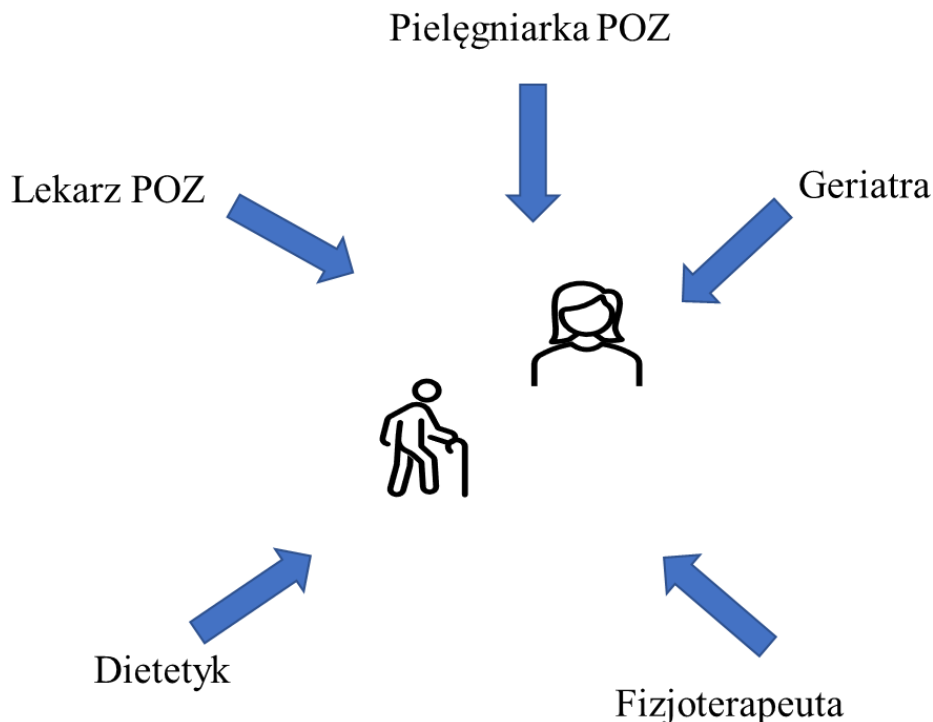 Pielęgniarka POZ
Lekarz POZ
Geriatra
Dietetyk
Fizjoterapeuta